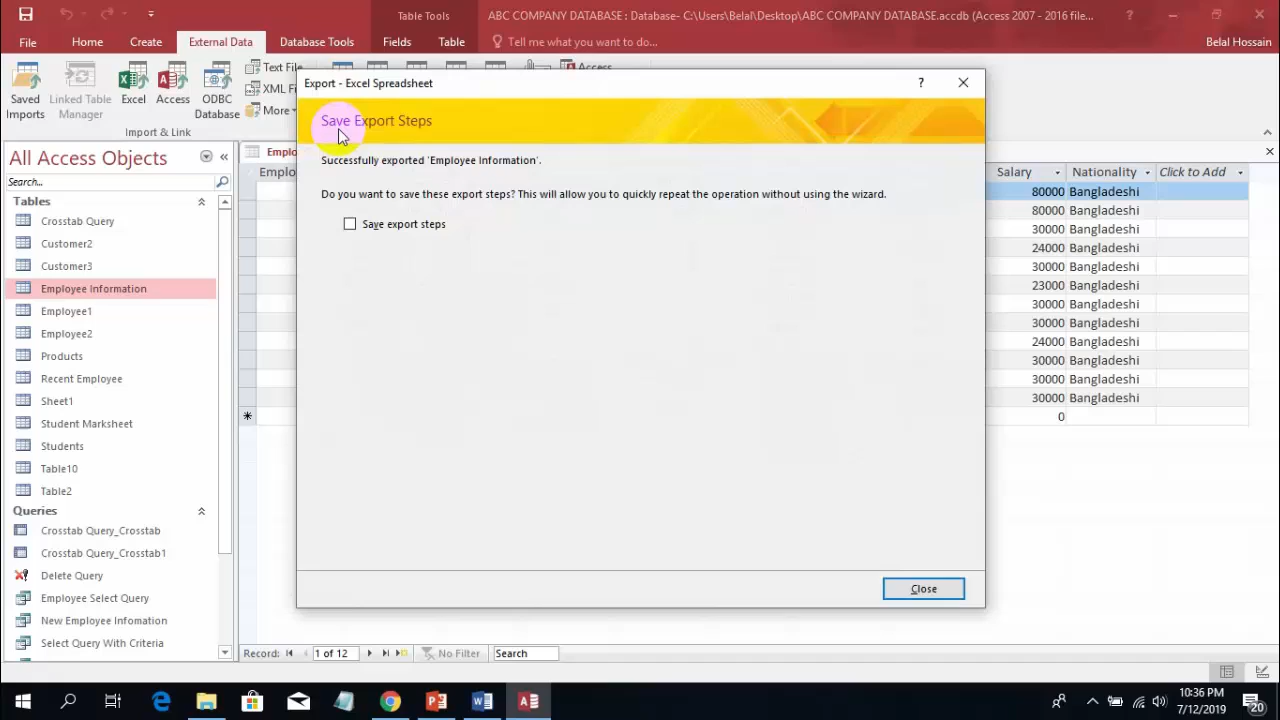 Table Tools
ABC COMPANY DATABASE : Database- C:\Users\Belal\Desktop\ABC COMPANY DATABASE.accdb (Access 2007 - 2016 file...
File Home Create External Data Database Tools Fields Table Tell me what you want to do... Belal Hossain
Saved Imports
Linked Table Manager
Excel
Access
ODBC Database
Text File
XML Fi
More
Access
Import & Link
Export - Excel Spreadsheet
Save Export Steps
Successfully exported 'Employee Information'.
Do you want to save these export steps? This will allow you to quickly repeat the operation without using the wizard.
Save export steps
Close
All Access Objects
Search...
Tables
Crosstab Query
Customer2
Customer3
Employee Information
Employee1
Employee2
Products
Recent Employee
Sheet1
Student Marksheet
Students
Table10
Table2
Queries
Crosstab Query_Crosstab
Crosstab Query_Crosstab1
Delete Query
Employee Select Query
New Employee Infomation
Select Query With Criteria
Emplo
Emplo
Salary Nationality Click to Add
80000 Bangladeshi
80000 Bangladeshi
30000 Bangladeshi
24000 Bangladeshi
30000 Bangladeshi
23000 Bangladeshi
30000 Bangladeshi
30000 Bangladeshi
24000 Bangladeshi
30000 Bangladeshi
30000 Bangladeshi
30000 Bangladeshi
0
Record: 1 of 12 No Filter Search
10:36 PM
7/12/2019
20